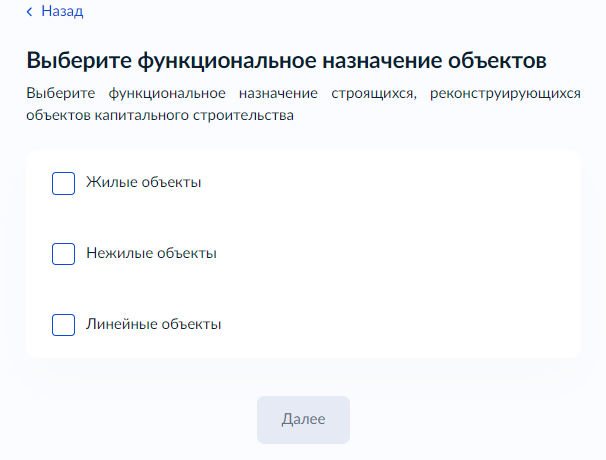 Назад
Выберите функциональное назначение объектов
Выберите функциональное назначение строящихся, реконструирующихся
объектов капитального строительства
Жилые объекты
Нежилые объекты
Линейные объекты
Далее